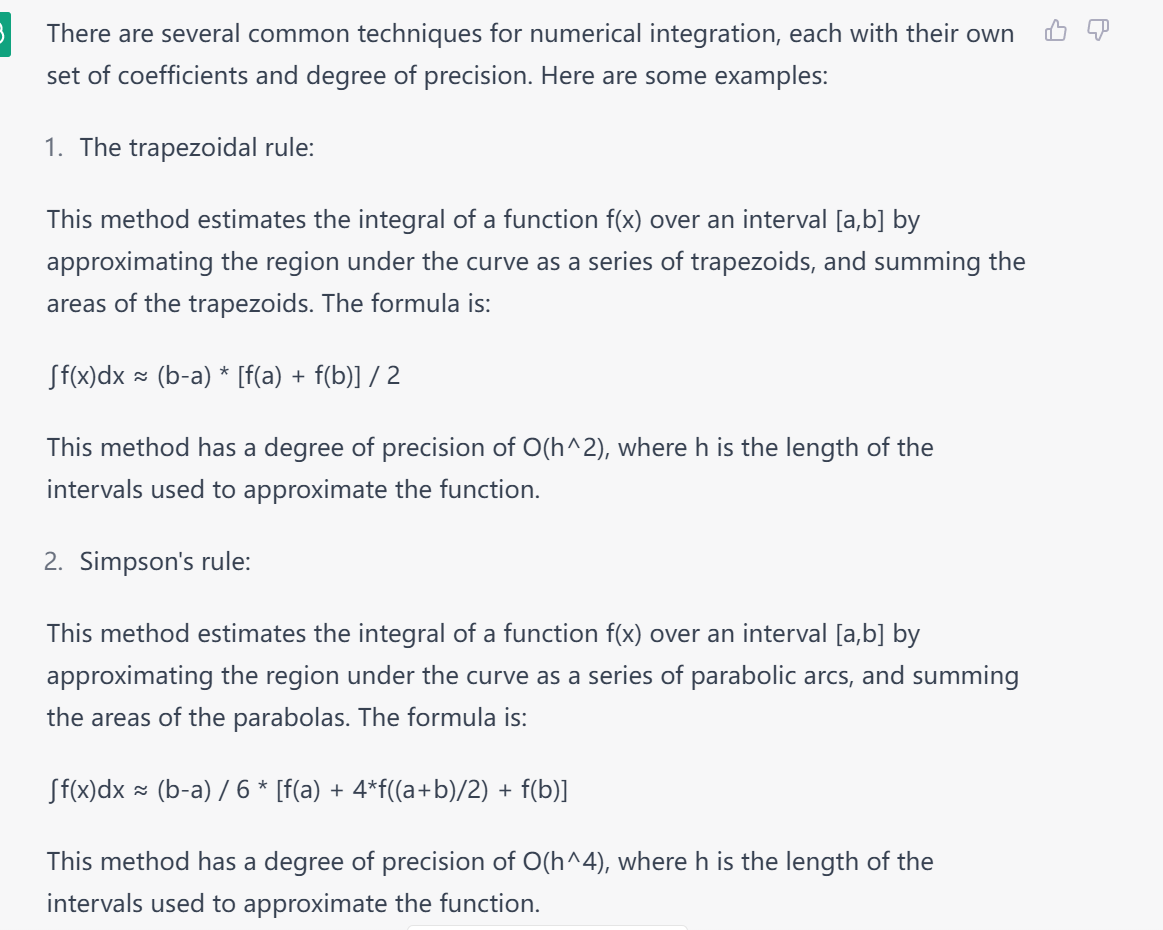 There are several common techniques for numerical integration, each with their own
set of coefficients and degree of precision. Here are some examples:
1. The trapezoidal rule:
This method estimates the integral of a function f(x) over an interval [a,b] by
approximating the region under the curve as a series of trapezoids, and summing the
areas of the trapezoids. The formula is:
∫f(x)dx ≈ (b-a) * [f(a) + f(b)] / 2
This method has a degree of precision of O(h^2), where h is the length of the
intervals used to approximate the function.
2. Simpson's rule:
This method estimates the integral of a function f(x) over an interval [a,b] by
approximating the region under the curve as a series of parabolic arcs, and summing
the areas of the parabolas. The formula is:
∫f(x)dx ≈ (b-a) / 6 * [f(a) + 4*f((a+b)/2) + f(b)]
This method has a degree of precision of O(h^4), where h is the length of the
intervals used to approximate the function.